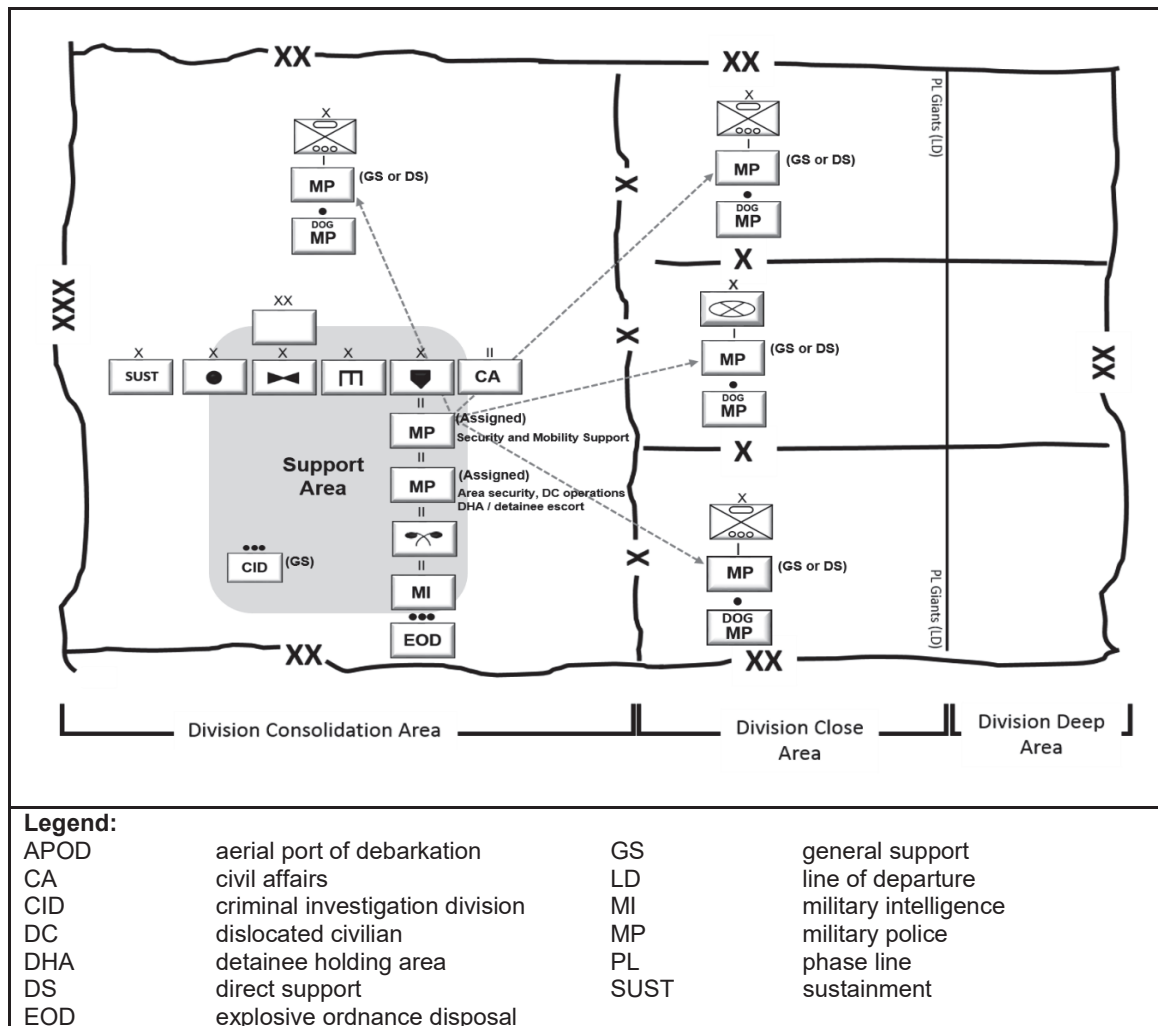 XX
XX
X
X
I
MP
(GS or DS)
DOG
MP
X
I
MP
(GS or DS)
DOG
MP
PL Giants (LD)
X
X
XXX
XX
X
SUST
X
X
X
X
II
CA
X
X
I
MP
(GS or DS)
DOG
MP
XX
II
MP
(Assigned)
Security and Mobility Support
Support
Area
II
MP
(Assigned)
Area security, DC operations
DHA / detainee escort
II
II
MI
EOD
CID
(GS)
X
X
X
I
MP
(GS or DS)
DOG
MP
PL Giants (LD)
XX
XX
Division Consolidation Area
Division Close
Area
Division Deep
Area
Legend:
APOD aerial port of debarkation GS general support
CA civil affairs LD line of departure
CID criminal investigation division MI military intelligence
DC dislocated civilian MP military police
DHA detainee holding area PL phase line
DS direct support SUST sustainment
EOD explosive ordnance disposal